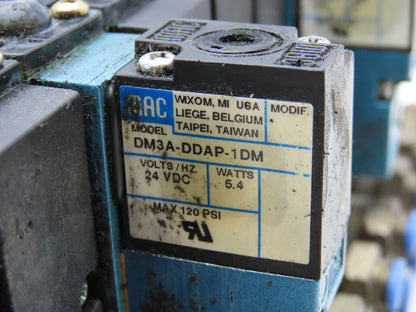 MAC
WIXOM, MI USA
LIEGE, BELGIUM
TAIPEI, TAIWAN
MODIF.
MODEL
DM3A-DDAP-1DM
VOLTS/HZ.
24 VDC
WATTS
5.4
MAX.120 PSI